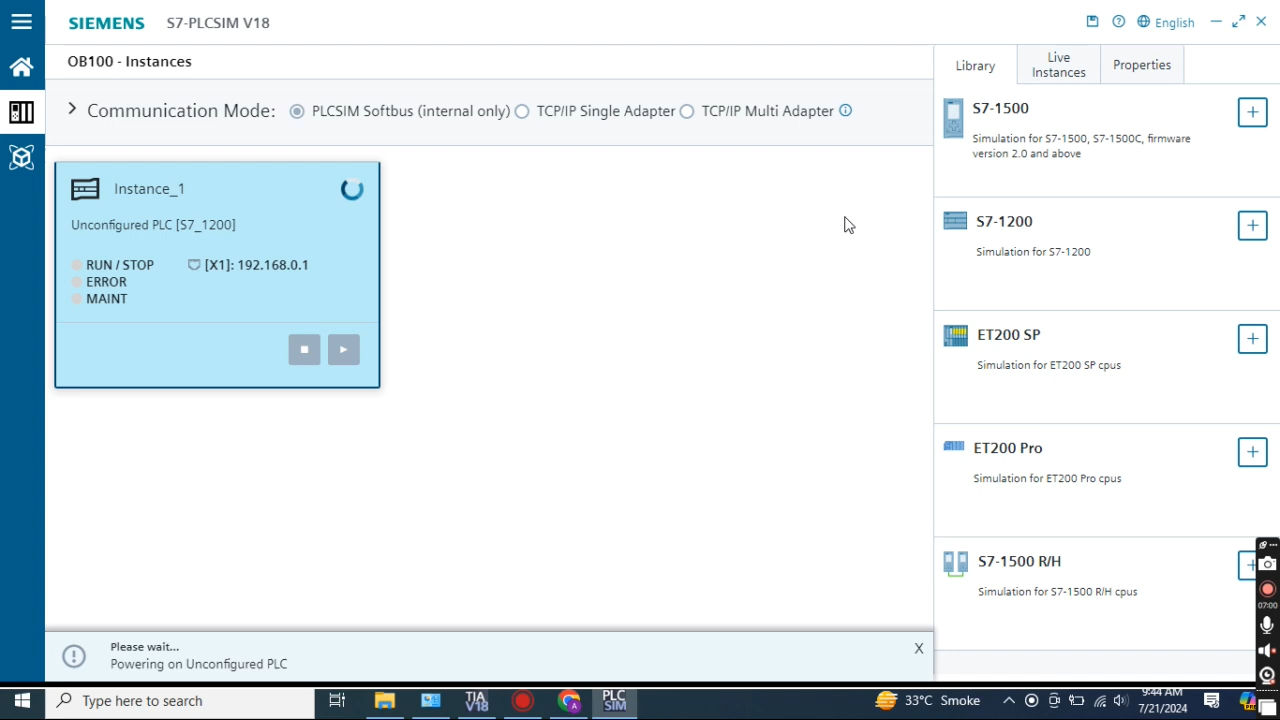 SIEMENS S7-PLCSIM V18
English
OB100 - Instances
Library
Live
Instances
Properties
Communication Mode: PLCSIM Softbus (internal only) TCP/IP Single Adapter TCP/IP Multi Adapter
S7-1500
Simulation for S7-1500, S7-1500C, firmware
version 2.0 and above
Instance_1
Unconfigured PLC [S7_1200]
RUN / STOP [X1]: 192.168.0.1
ERROR
MAINT
S7-1200
Simulation for S7-1200
ET200 SP
Simulation for ET200 SP cpus
ET200 Pro
Simulation for ET200 Pro cpus
S7-1500 R/H
Simulation for S7-1500 R/H cpus
07:00
Please wait...
Powering on Unconfigured PLC
X
Type here to search
TIA
V18
PLC
SIM
33°C Smoke
9:44 AM
7/21/2024